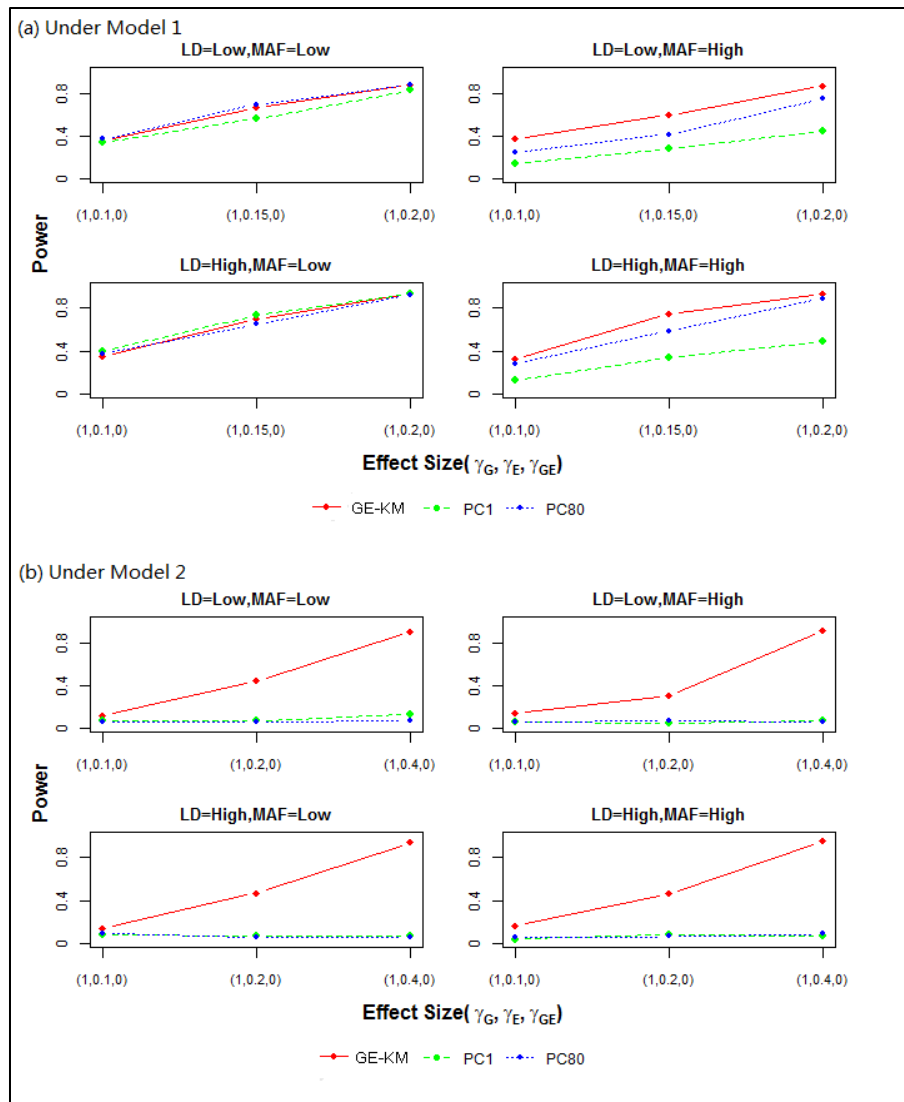 (a) Under Model 1
LD=Low,MAF=Low
LD=Low,MAF=High
0.8
0.4
0
(1,0.1,0) (1,0.15,0) (1,0.2,0)
0.8
0.4
0
(1,0.1,0) (1,0.15,0) (1,0.2,0)
Power
LD=High,MAF=Low
LD=High,MAF=High
0.8
0.4
0
(1,0.1,0) (1,0.15,0) (1,0.2,0)
0.8
0.4
0
(1,0.1,0) (1,0.15,0) (1,0.2,0)
Effect Size( γG, γE, γGE)
GE-KM PC1 PC80
(b) Under Model 2
LD=Low,MAF=Low
LD=Low,MAF=High
0.8
0.4
0
(1,0.1,0) (1,0.2,0) (1,0.4,0)
0.8
0.4
0
(1,0.1,0) (1,0.2,0) (1,0.4,0)
Power
LD=High,MAF=Low
LD=High,MAF=High
0.8
0.4
0
(1,0.1,0) (1,0.2,0) (1,0.4,0)
0.8
0.4
0
(1,0.1,0) (1,0.2,0) (1,0.4,0)
Effect Size( γG, γE, γGE)
GE-KM PC1 PC80